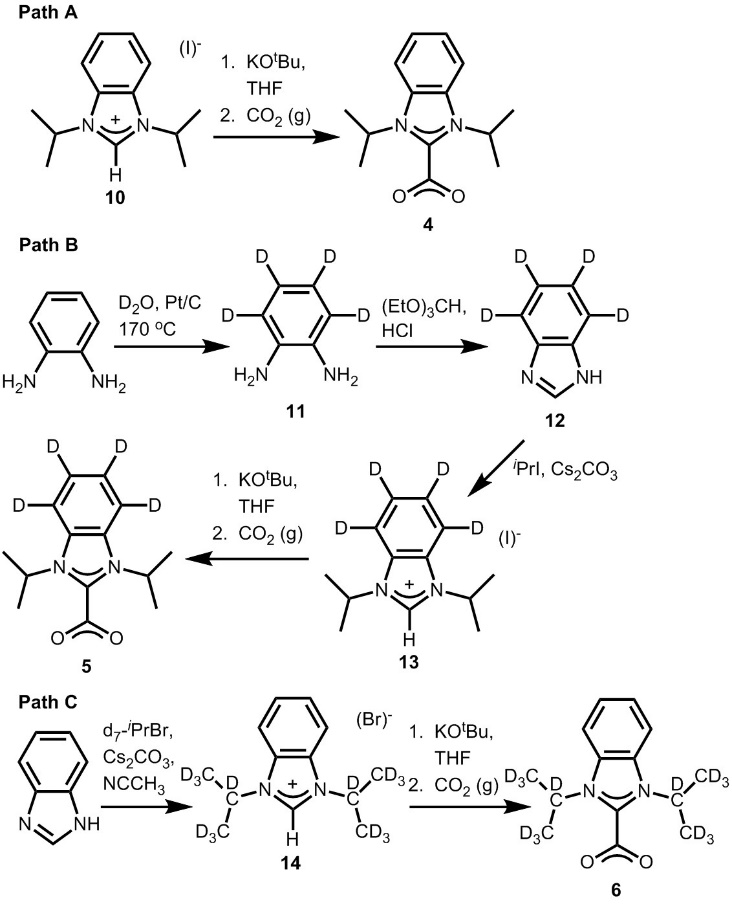 Path A
(I)⁻
1. KOᵗBu,
THF
2. CO₂ (g)
N + N
H
10
N N
O O
4
Path B
H₂N NH₂
D₂O, Pt/C
170 ºC
D D
D D
H₂N NH₂
11
(EtO)₃CH,
HCl
D D
D D
N NH
12
ⁱPrI, Cs₂CO₃
D D
D D
(I)⁻
N + N
H
13
1. KOᵗBu,
THF
2. CO₂ (g)
D D
D D
N N
O O
5
Path C
N NH
d₇-ⁱPrBr,
Cs₂CO₃,
NCCH₃
(Br)⁻
D₃C D N + N D CD₃
D₃C CD₃
H
14
1. KOᵗBu,
THF
2. CO₂ (g)
D₃C D N N D CD₃
D₃C CD₃
O O
6